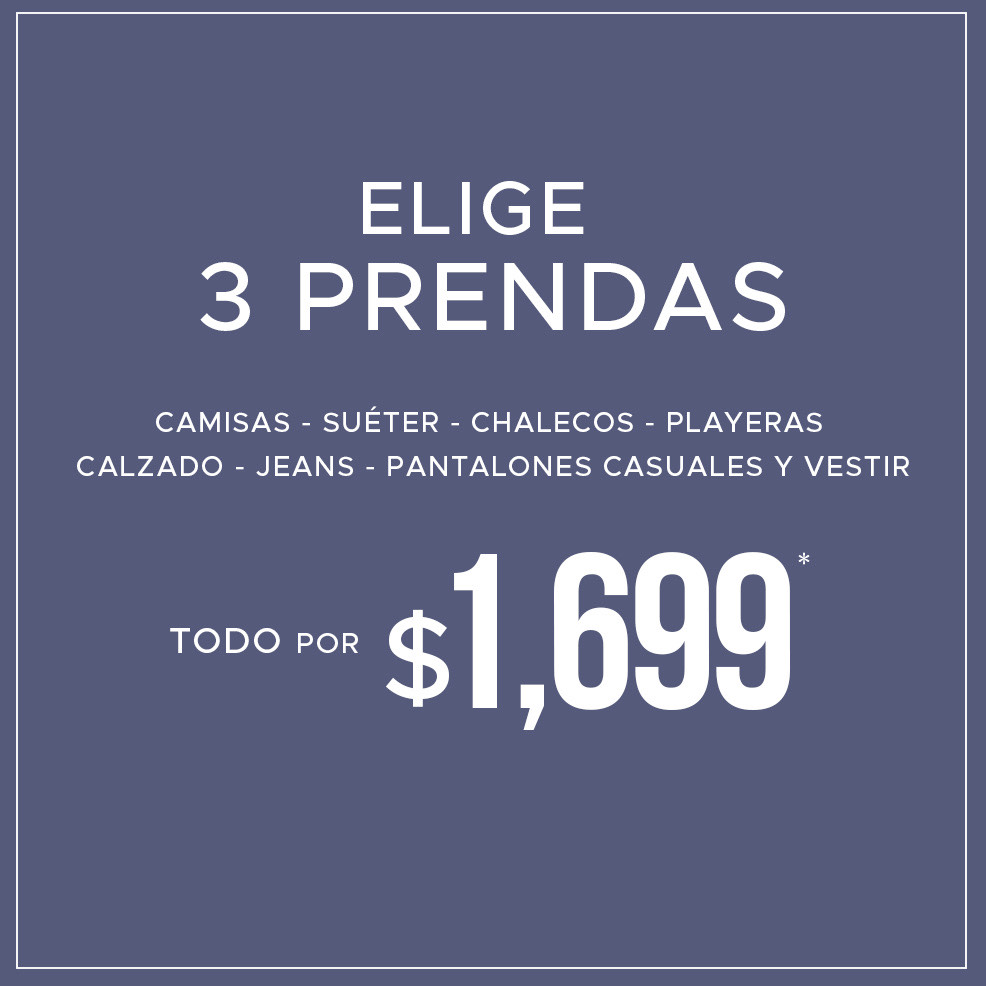 ELIGE
3 PRENDAS
CAMISAS - SUÉTER - CHALECOS - PLAYERAS
CALZADO - JEANS - PANTALONES CASUALES Y VESTIR
TODO POR $1,699*